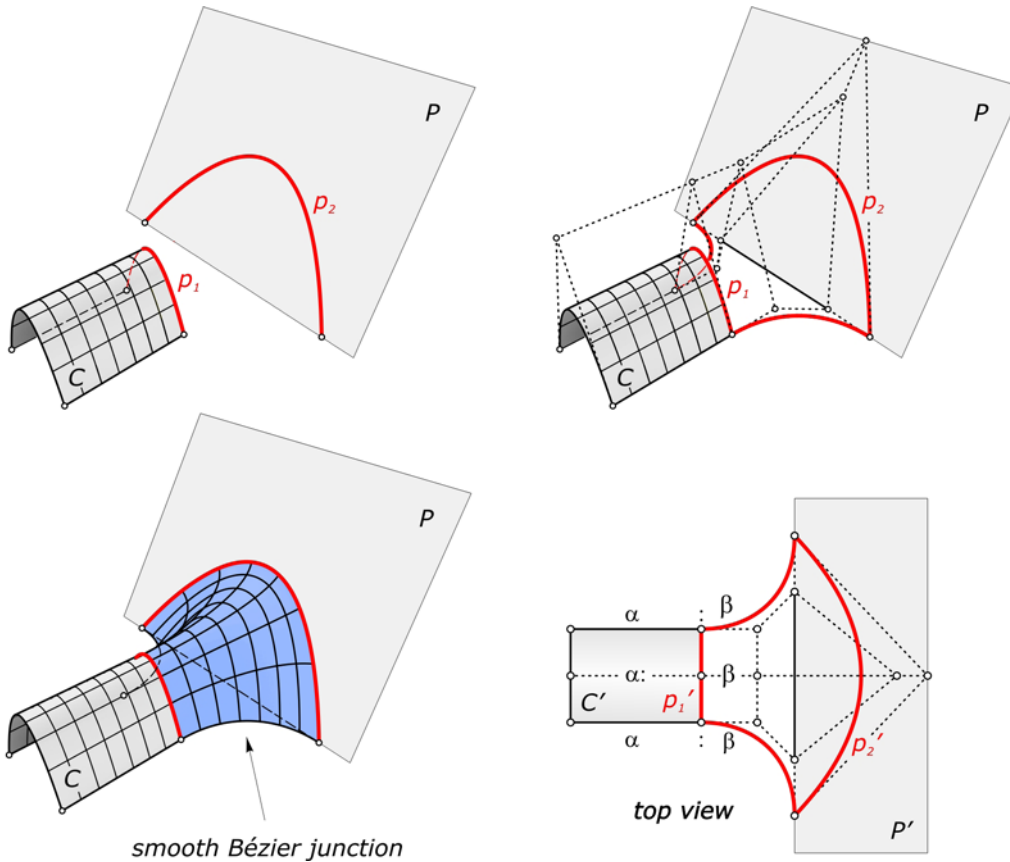 P
p₂
p₁
C
P
p₂
p₁
C
P
C
smooth Bézier junction
α
β
α:
β
C′
p₁′
α
β
p₂′
top view
P′